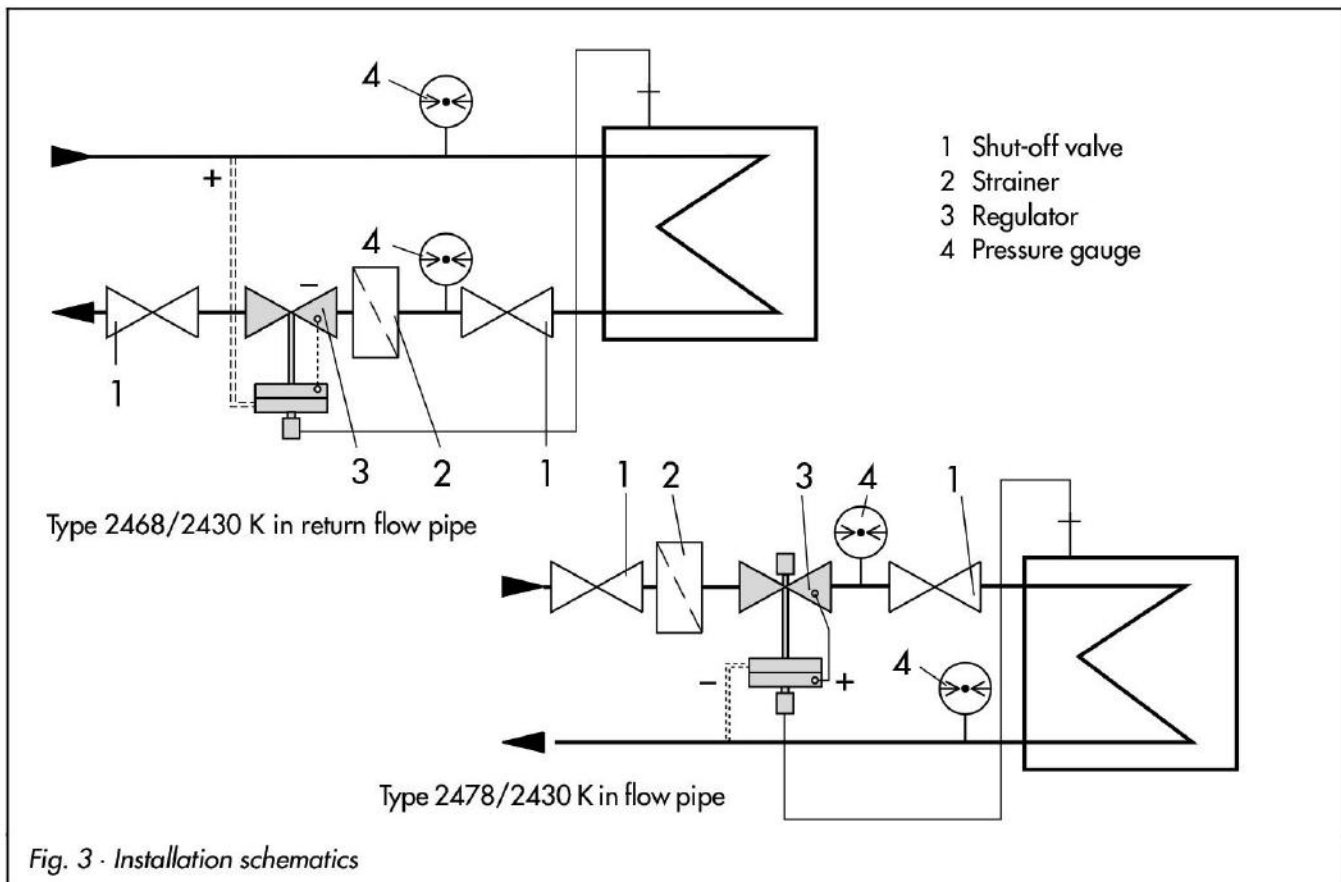 4
1 Shut-off valve
2 Strainer
3 Regulator
4 Pressure gauge
+
4
–
1
3
2
1
Type 2468/2430 K in return flow pipe
1
2
3
4
1
–
+
4
Type 2478/2430 K in flow pipe
Fig. 3 · Installation schematics